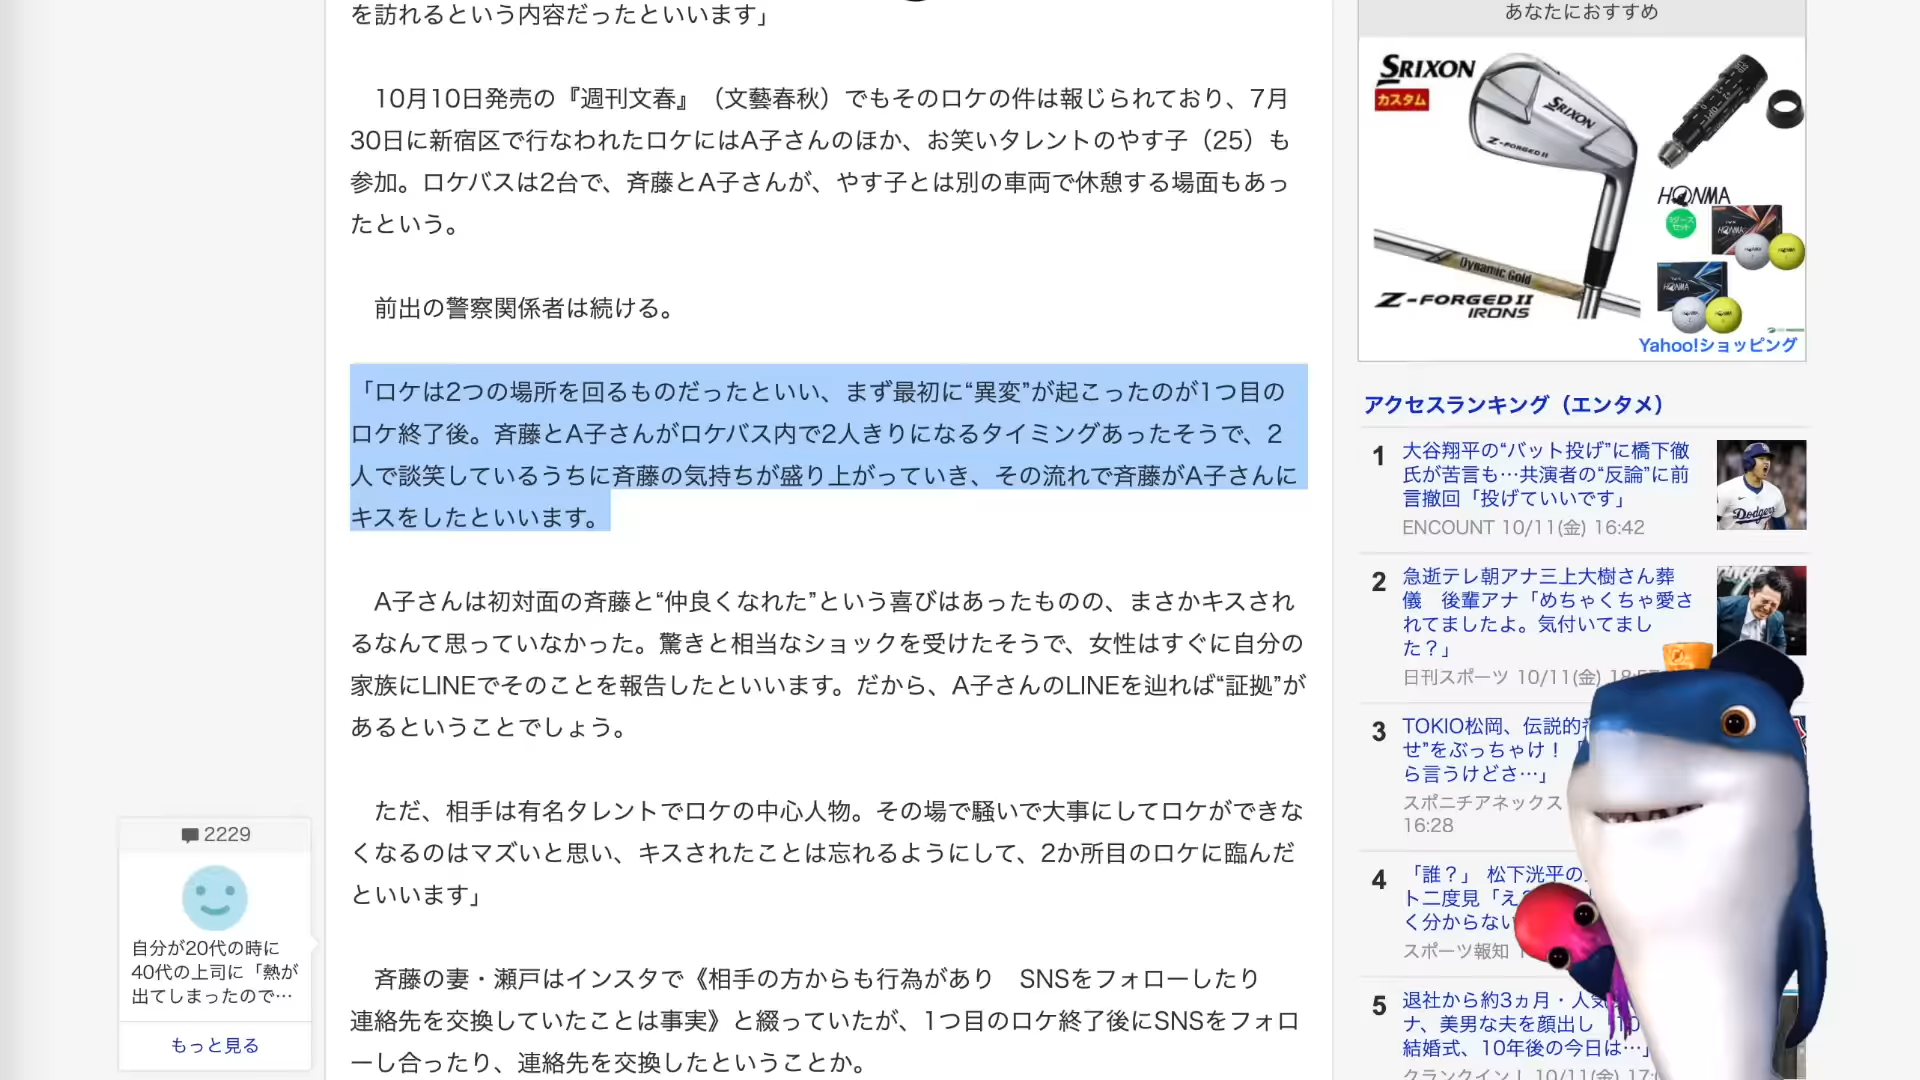 を訪れるという内容だったといいます」
　10月10日発売の『週刊文春』（文藝春秋）でもそのロケの件は報じられており、7月
30日に新宿区で行なわれたロケにはA子さんのほか、お笑いタレントのやす子（25）も
参加。ロケバスは2台で、斉藤とA子さんが、やす子とは別の車両で休憩する場面もあっ
たという。
　前出の警察関係者は続ける。
「ロケは2つの場所を回るものだったといい、まず最初に“異変”が起こったのが1つ目の
ロケ終了後。斉藤とA子さんがロケバス内で2人きりになるタイミングあったそうで、2
人で談笑しているうちに斉藤の気持ちが盛り上がっていき、その流れで斉藤がA子さんに
キスをしたといいます。
　A子さんは初対面の斉藤と“仲良くなれた”という喜びはあったものの、まさかキスされ
るなんて思っていなかった。驚きと相当なショックを受けたそうで、女性はすぐに自分の
家族にLINEでそのことを報告したといいます。だから、A子さんのLINEを辿れば“証拠”が
あるということでしょう。
　ただ、相手は有名タレントでロケの中心人物。その場で騒いで大事にしてロケができな
くなるのはマズいと思い、キスされたことは忘れるようにして、2か所目のロケに臨んだ
といいます」
　斉藤の妻・瀬戸はインスタで《相手の方からも行為があり　SNSをフォローしたり
連絡先を交換していたことは事実》と綴っていたが、1つ目のロケ終了後にSNSをフォロ
ーし合ったり、連絡先を交換したということか。
2229
自分が20代の時に
40代の上司に「熱が
出てしまったので…
もっと見る
あなたにおすすめ
SRIXON
カスタム
SRIXON
Z-FORGED II
Dynamic Gold
Z-FORGED II
IRONS
HONMA
セット
HONMA
HONMA
Yahoo!ショッピング
アクセスランキング（エンタメ）
1
大谷翔平の“バット投げ”に橋下徹
氏が苦言も…共演者の“反論”に前
言撤回「投げていいです」
ENCOUNT 10/11(金) 16:42
Dodgers
2
急逝テレ朝アナ三上大樹さん葬
儀　後輩アナ「めちゃくちゃ愛さ
れてましたよ。気付いてまし
た？」
日刊スポーツ 10/11(金)
3
TOKIO松岡、伝説的
せ”をぶっちゃけ！
ら言うけどさ…」
スポニチアネックス
16:28
4
「誰？」 松下洸平の
ト二度見「え
く分からない
スポーツ報知
5
退社から約3ヵ月・人気
ナ、美男な夫を顔出し
結婚式、10年後の今日は…」
クランクイン！ 10/11(金)